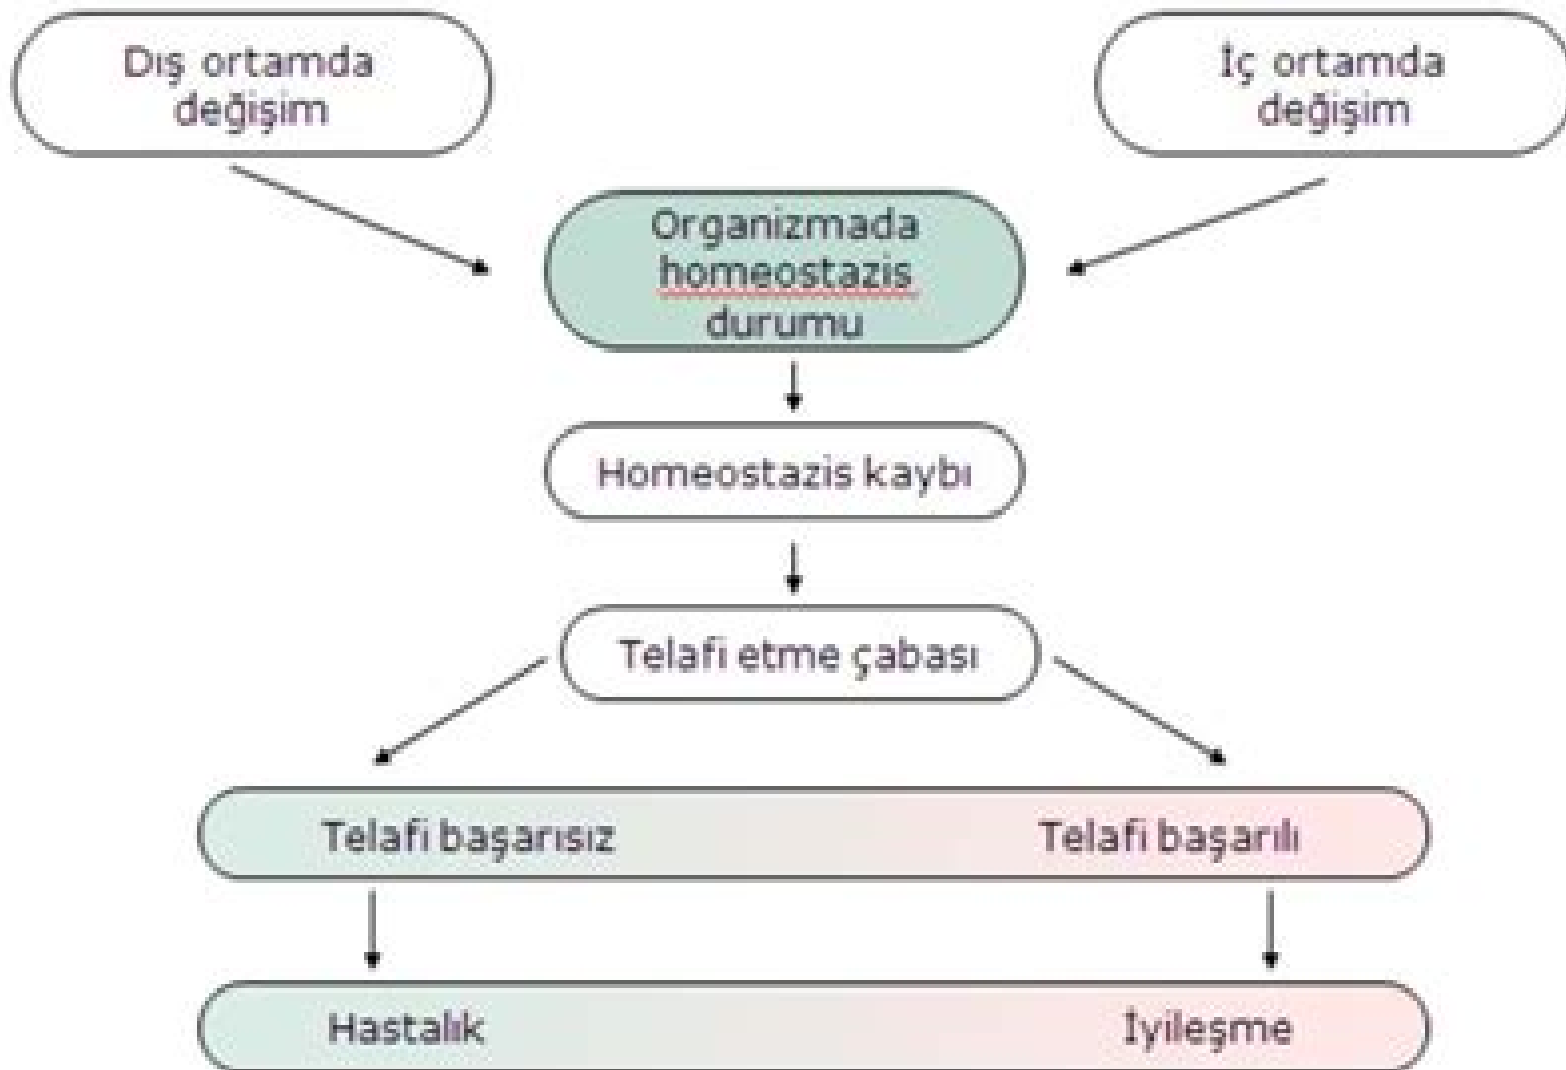 Dış ortamda
değişim
İç ortamda
değişim
Organizmada
homeostazis
durumu
Homeostazis kaybı
Telafi etme çabası
Telafi başarısız
Telafi başarılı
Hastalık
İyileşme